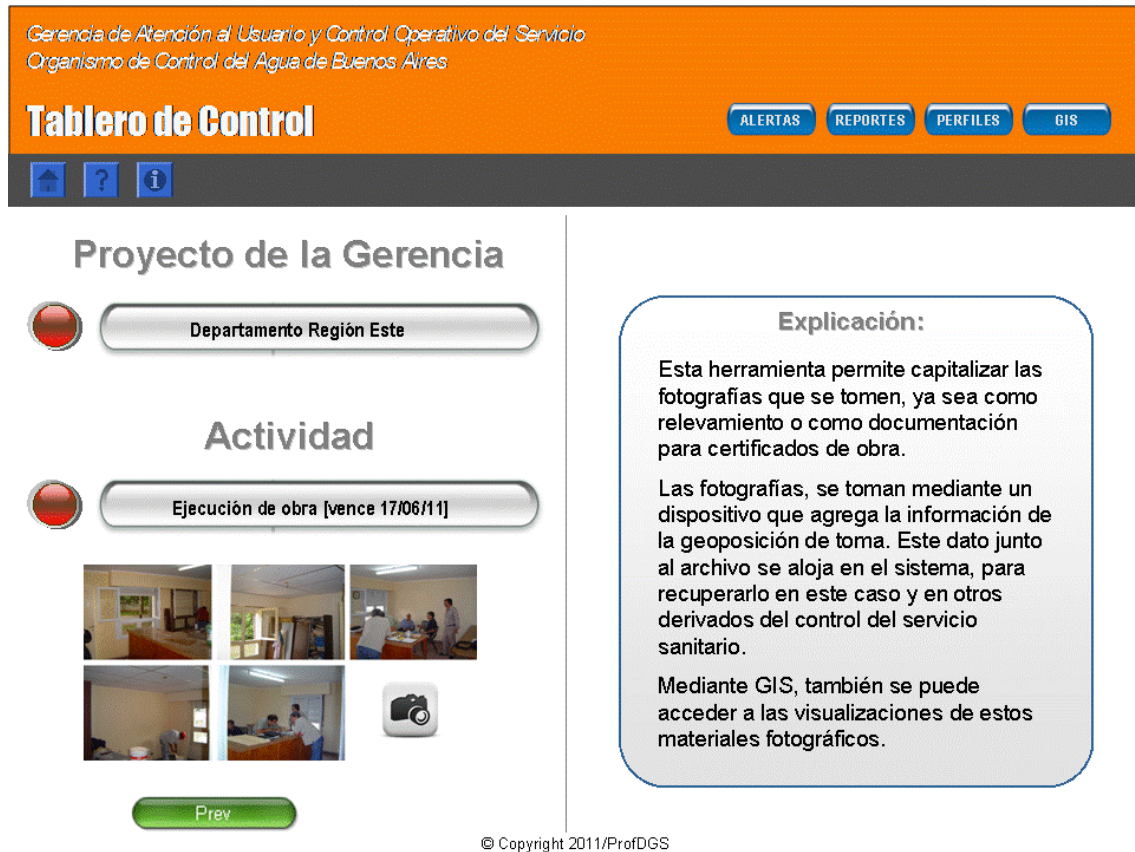 Gerencia de Atención al Usuario y Control Operativo del Servicio
Organismo de Control del Agua de Buenos Aires
Tablero de Control
ALERTAS
REPORTES
PERFILES
GIS
?
i
Proyecto de la Gerencia
Departamento Región Este
Actividad
Ejecución de obra [vence 17/06/11]
Prev
Explicación:
Esta herramienta permite capitalizar las
fotografías que se tomen, ya sea como
relevamiento o como documentación
para certificados de obra.
Las fotografías, se toman mediante un
dispositivo que agrega la información de
la geoposición de toma. Este dato junto
al archivo se aloja en el sistema, para
recuperarlo en este caso y en otros
derivados del control del servicio
sanitario.
Mediante GIS, también se puede
acceder a las visualizaciones de estos
materiales fotográficos.
© Copyright 2011/ProfDGS